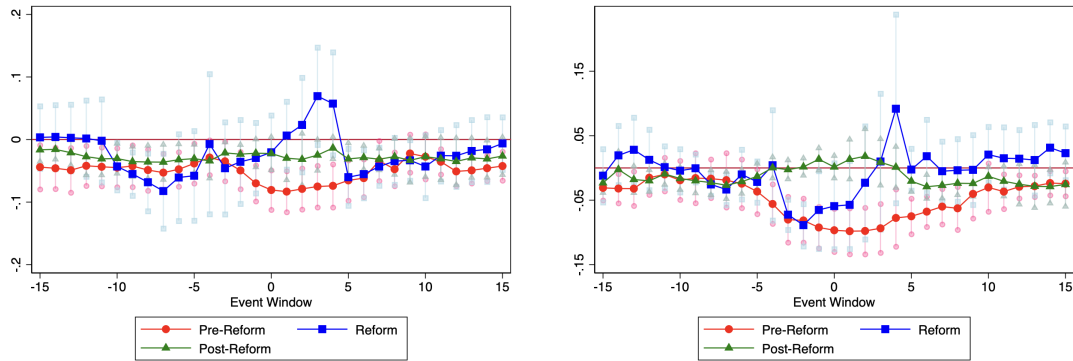 .2
.1
0
-.1
-.2
-15 -10 -5 0 5 10 15
Event Window
Pre-Reform Reform
Post-Reform
.15
.05
-.05
-.15
-15 -10 -5 0 5 10 15
Event Window
Pre-Reform Reform
Post-Reform